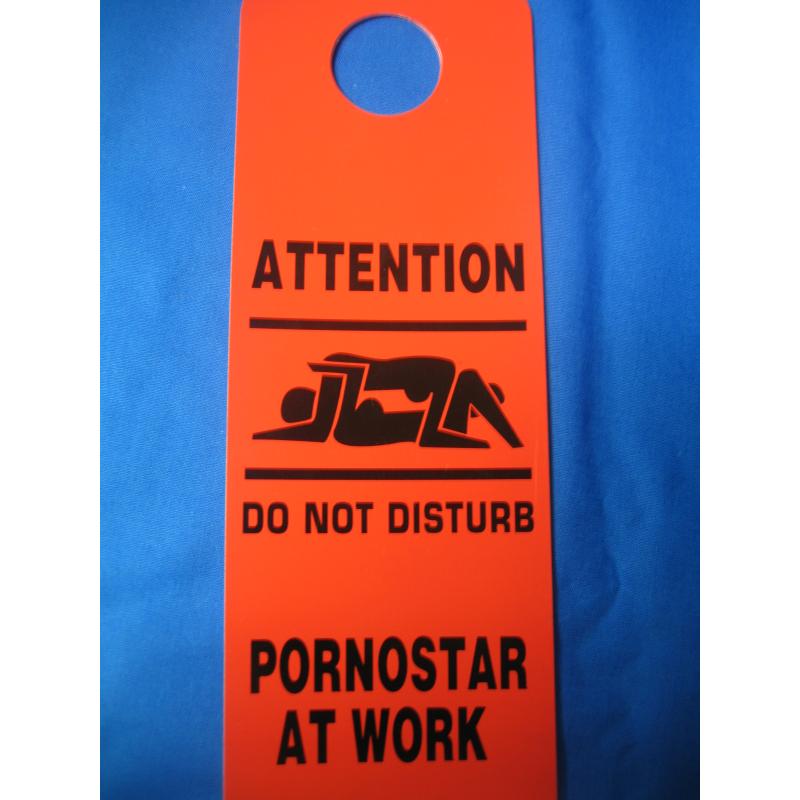 ATTENTION
DO NOT DISTURB
PORNOSTAR
AT WORK